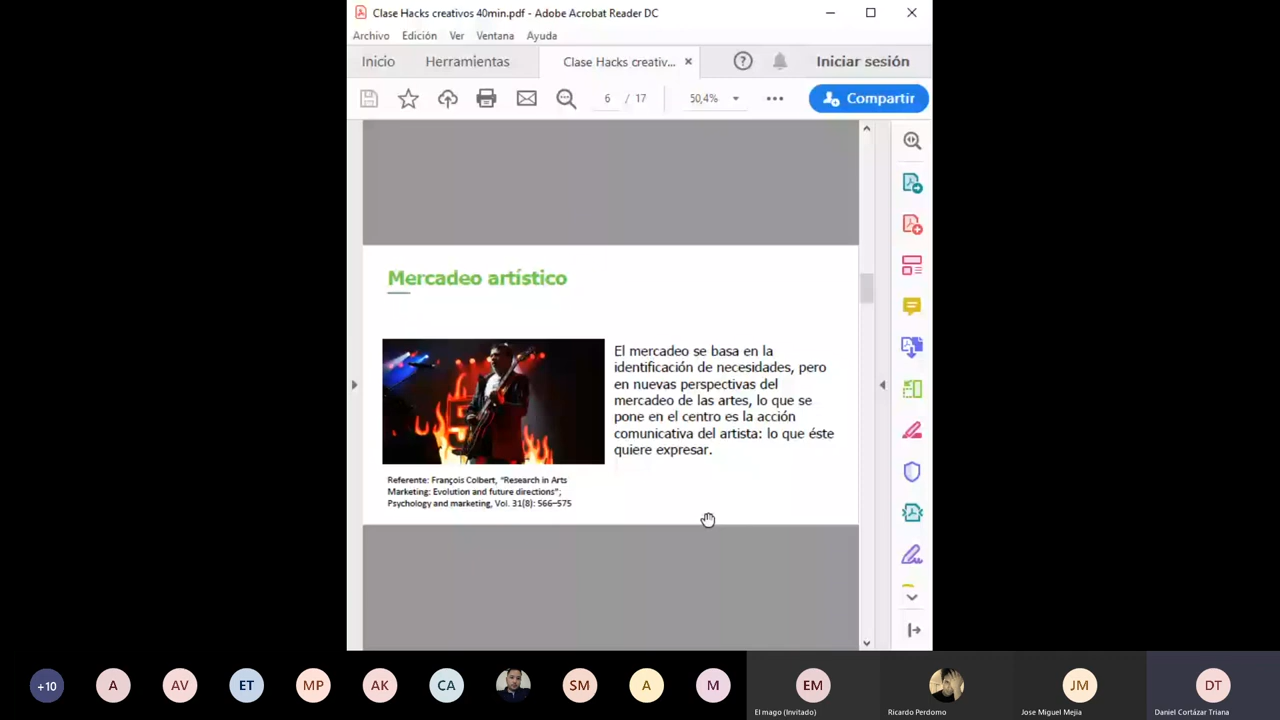 Clase Hacks creativos 40min.pdf - Adobe Acrobat Reader DC
Archivo Edición Ver Ventana Ayuda
Inicio Herramientas Clase Hacks creativ... × ? Iniciar sesión
6 / 17 50,4% Compartir
Mercadeo artístico
El mercadeo se basa en la
identificación de necesidades, pero
en nuevas perspectivas del
mercadeo de las artes, lo que se
pone en el centro es la acción
comunicativa del artista: lo que éste
quiere expresar.
Referente: François Colbert, “Research in Arts
Marketing: Evolution and future directions”;
Psychology and marketing, Vol. 31(8): 566–575
+10 A AV ET MP AK CA SM A M EM JM DT
El mago (Invitado) Ricardo Perdomo Jose Miguel Mejia Daniel Cortázar Triana